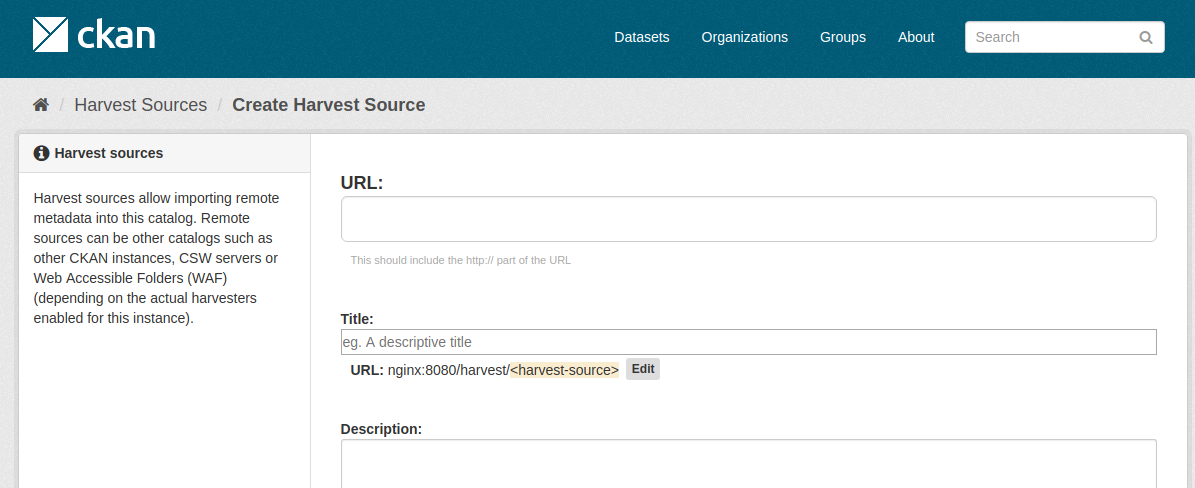 ckan
Datasets Organizations Groups About Search
/ Harvest Sources / Create Harvest Source
Harvest sources
Harvest sources allow importing remote
metadata into this catalog. Remote
sources can be other catalogs such as
other CKAN instances, CSW servers or
Web Accessible Folders (WAF)
(depending on the actual harvesters
enabled for this instance).
URL:
This should include the http:// part of the URL
Title:
eg. A descriptive title
URL: nginx:8080/harvest/<harvest-source> Edit
Description: